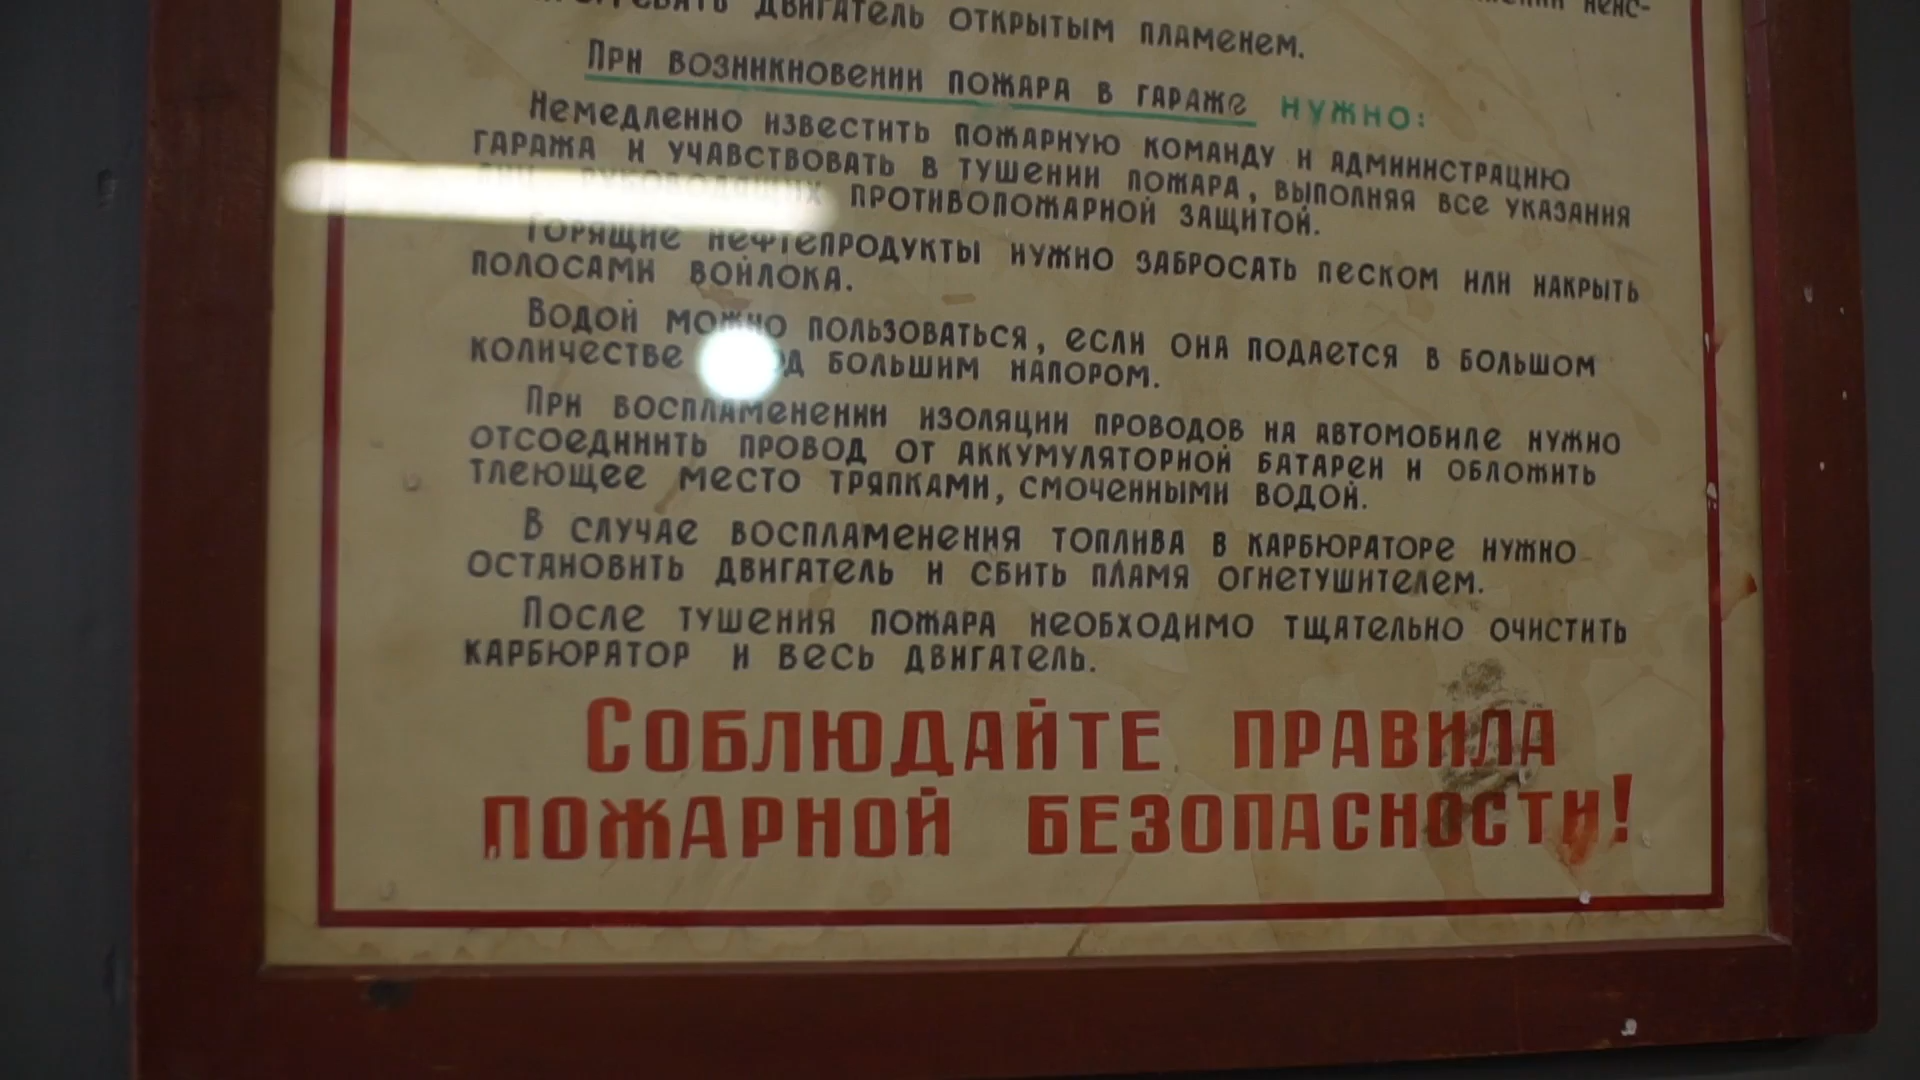 двигатель открытым пламенем.
При возникновении пожара в гараже нужно:
Немедленно известить пожарную команду и администрацию
гаража и учавствовать в тушении пожара, выполняя все указания
руководящих противопожарной защитой.
Горящие нефтепродукты нужно забросать песком или накрыть
полосами войлока.
Водой можно пользоваться, если она подается в большом
количестве большим напором.
При воспламенении изоляции проводов на автомобиле нужно
отсоединить провод от аккумуляторной батареи и обложить
тлеющее место тряпками, смоченными водой.
В случае воспламенения топлива в карбюраторе нужно
остановить двигатель и сбить пламя огнетушителем.
После тушения пожара необходимо тщательно очистить
карбюратор и весь двигатель.
Соблюдайте правила
пожарной безопасности!